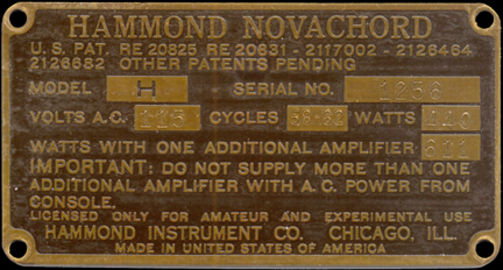 HAMMOND NOVACHORD
U.S. PAT. RE 20825 RE 20831 - 2117002 - 2126464
2126682 OTHER PATENTS PENDING
MODEL H SERIAL NO. 1256
VOLTS A.C. 115 CYCLES WATTS 440
WATTS WITH ONE ADDITIONAL AMPLIFIER
IMPORTANT: DO NOT SUPPLY MORE THAN ONE
ADDITIONAL AMPLIFIER WITH A.C. POWER FROM
CONSOLE.
LICENSED ONLY FOR AMATEUR AND EXPERIMENTAL USE
HAMMOND INSTRUMENT CO. CHICAGO, ILL.
MADE IN UNITED STATES OF AMERICA